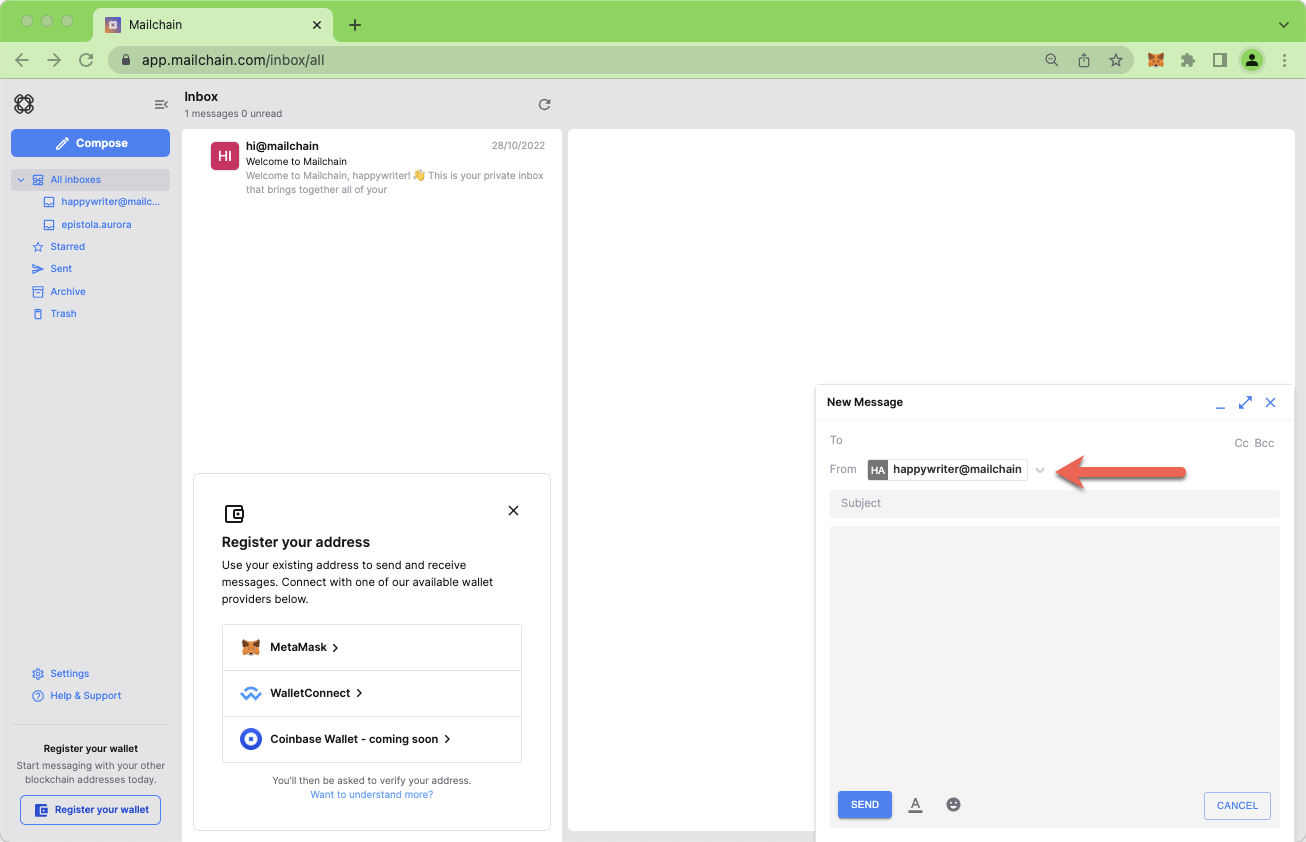 Mailchain
app.mailchain.com/inbox/all
Inbox
1 messages 0 unread
Compose
All inboxes
happywriter@mailc...
epistola.aurora
Starred
Sent
Archive
Trash
Settings
Help & Support
Register your wallet
Start messaging with your other
blockchain addresses today.
Register your wallet
HI
hi@mailchain
28/10/2022
Welcome to Mailchain
Welcome to Mailchain, happywriter! 👋 This is your private inbox
that brings together all of your
Register your address
Use your existing address to send and receive
messages. Connect with one of our available wallet
providers below.
MetaMask
WalletConnect
Coinbase Wallet - coming soon
You'll then be asked to verify your address.
Want to understand more?
New Message
To
Cc Bcc
From HA happywriter@mailchain
Subject
SEND
A
CANCEL